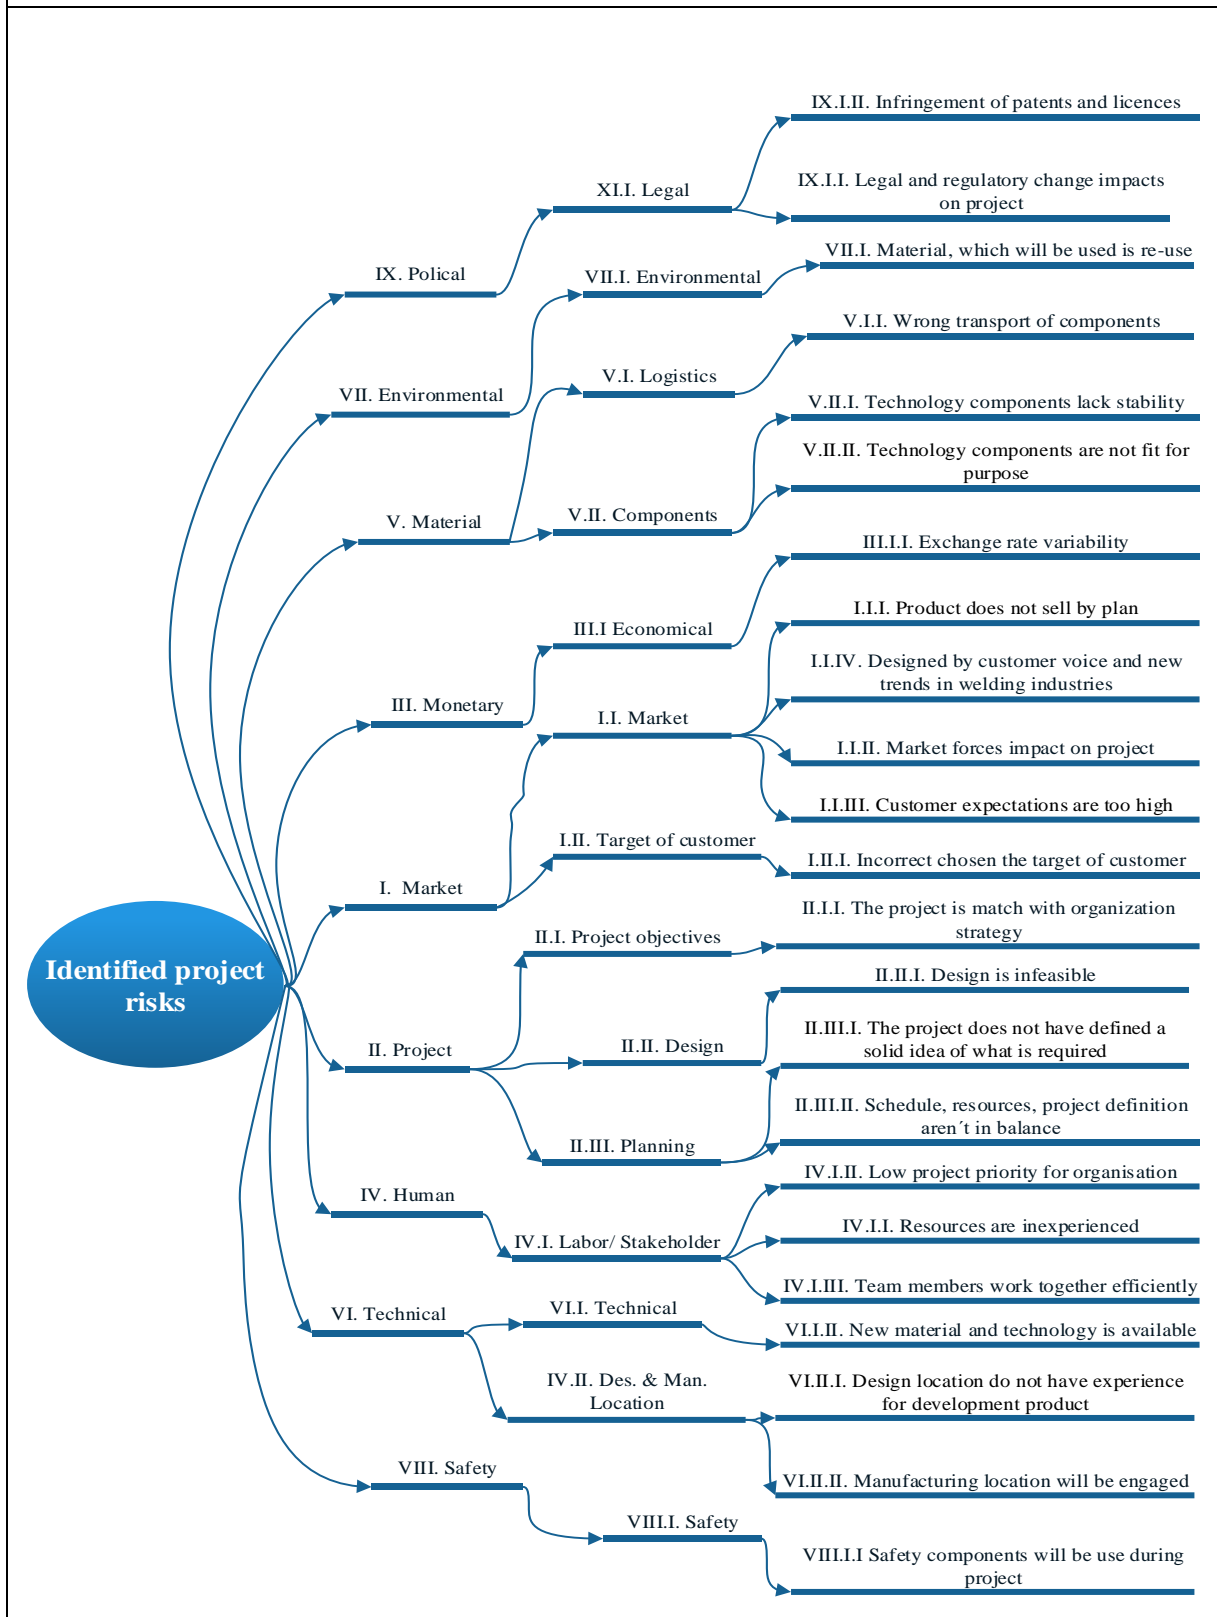 IX.I.II. Infringement of patents and licences
IX.I.I. Legal and regulatory change impacts
on project
XI.I. Legal
VII.I. Material, which will be used is re-use
IX. Polical
VII.I. Environmental
V.I.I. Wrong transport of components
V.I. Logistics
VII. Environmental
V.II.I. Technology components lack stability
V.II.II. Technology components are not fit for
purpose
V. Material
V.II. Components
III.I.I. Exchange rate variability
I.I.I. Product does not sell by plan
III.I Economical
I.I.IV. Designed by customer voice and new
trends in welding industries
III. Monetary
I.I. Market
I.I.II. Market forces impact on project
I.I.III. Customer expectations are too high
I.II. Target of customer
I.II.I. Incorrect chosen the target of customer
I.  Market
II.I.I. The project is match with organization
strategy
II.I. Project objectives
Identified project
risks
II.II.I. Design is infeasible
II.III.I. The project does not have defined a
solid idea of what is required
II. Project
II.II. Design
II.III.II. Schedule, resources, project definition
aren´t in balance
II.III. Planning
IV.I.II. Low project priority for organisation
IV. Human
IV.I.I. Resources are inexperienced
IV.I. Labor/ Stakeholder
IV.I.III. Team members work together efficiently
VI. Technical
VI.I. Technical
VI.I.II. New material and technology is available
IV.II. Des. & Man.
Location
VI.II.I. Design location do not have experience
for development product
VIII. Safety
VI.II.II. Manufacturing location will be engaged
VIII.I. Safety
VIII.I.I Safety components will be use during
project